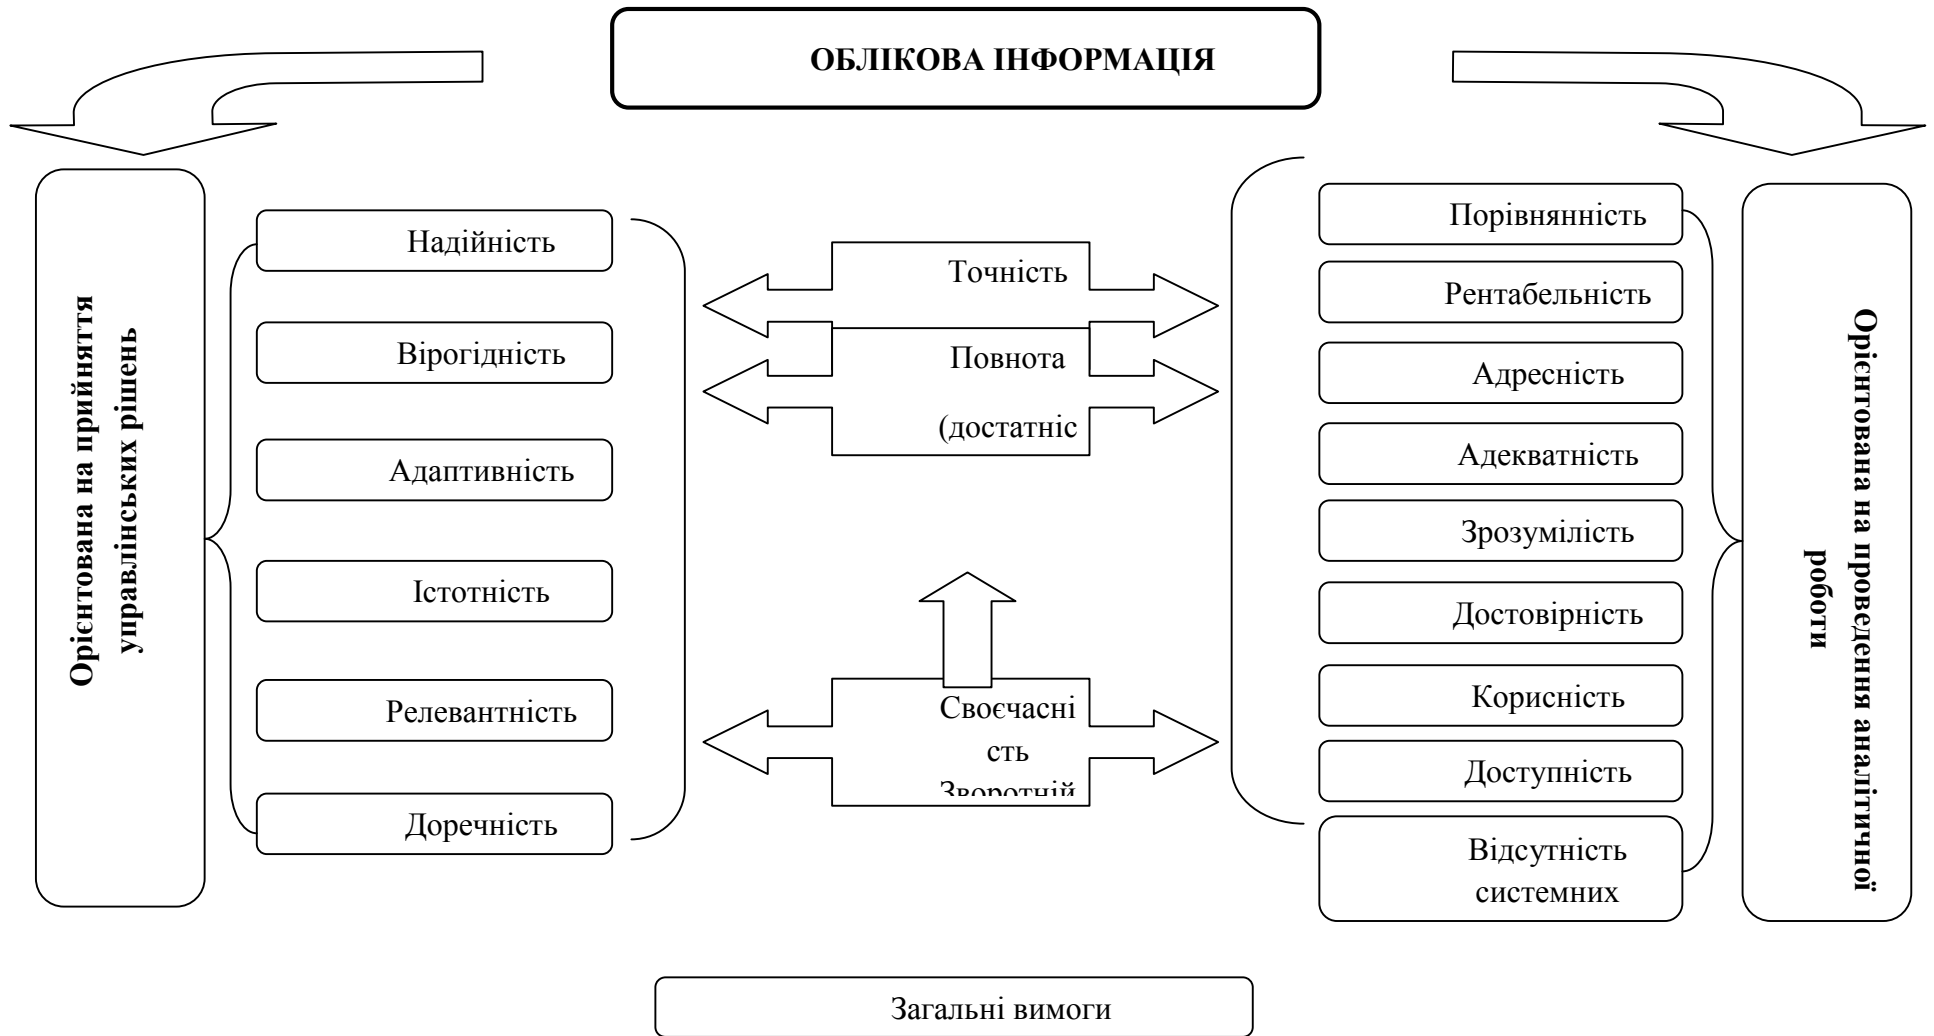 ОБЛІКОВА ІНФОРМАЦІЯ
Орієнтована на прийняття
управлінських рішень
Надійність
Вірогідність
Адаптивність
Істотність
Релевантність
Доречність
Точність
Повнота
(достатніс
Своєчасні
сть
Зворотній
Порівнянність
Рентабельність
Адресність
Адекватність
Зрозумілість
Достовірність
Корисність
Доступність
Відсутність
системних
Орієнтована на проведення аналітичної
роботи
Загальні вимоги